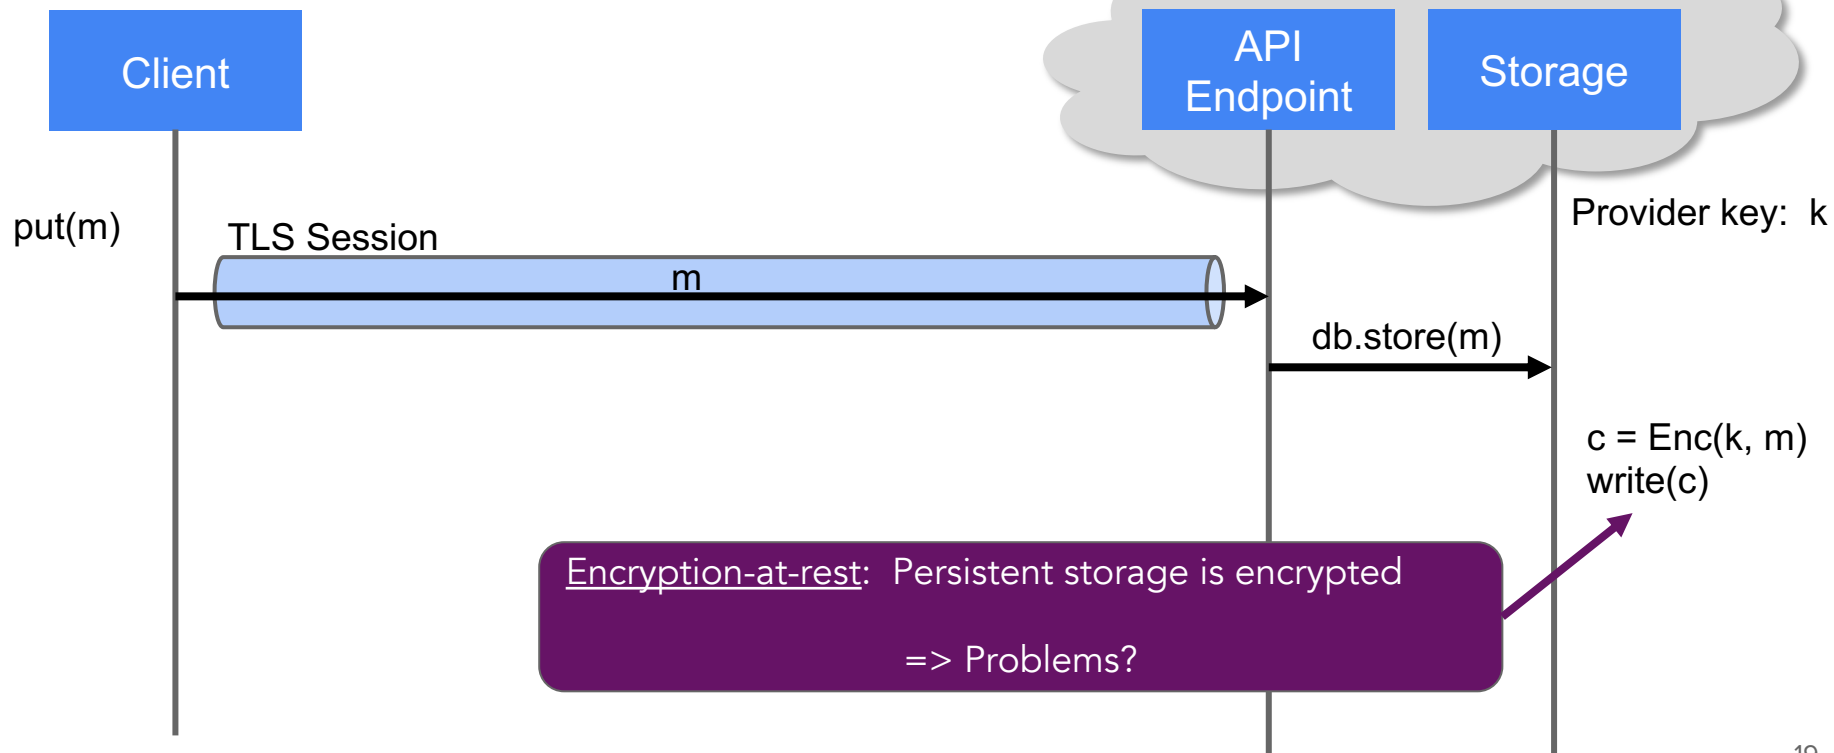 Client
API
Endpoint
Storage
put(m)
TLS Session
Provider key:  k
m
db.store(m)
c = Enc(k, m)
write(c)
Encryption-at-rest:  Persistent storage is encrypted
=> Problems?
19